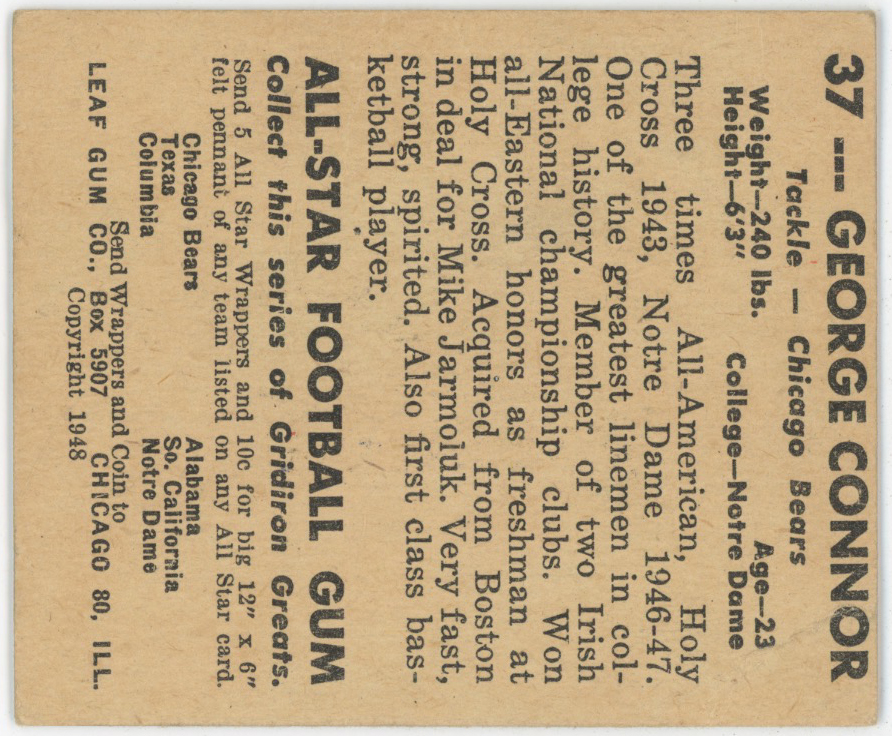 37 --- GEORGE CONNOR
Tackle — Chicago Bears
Weight—240 lbs. Age—23
Height—6'3" College—Notre Dame
Three times All-American, Holy
Cross 1943, Notre Dame 1946-47.
One of the greatest linemen in col-
lege history. Member of two Irish
National championship clubs. Won
all-Eastern honors as freshman at
Holy Cross. Acquired from Boston
in deal for Mike Jarmoluk. Very fast,
strong, spirited. Also first class bas-
ketball player.
ALL-STAR FOOTBALL GUM
Collect this series of Gridiron Greats.
Send 5 All Star Wrappers and 10c for big 12" x 6"
felt pennant of any team listed on any All Star card.
Chicago Bears Alabama
Texas So. California
Columbia Notre Dame
Send Wrappers and Coin to
LEAF GUM CO., Box 5907 CHICAGO 80, ILL.
Copyright 1948